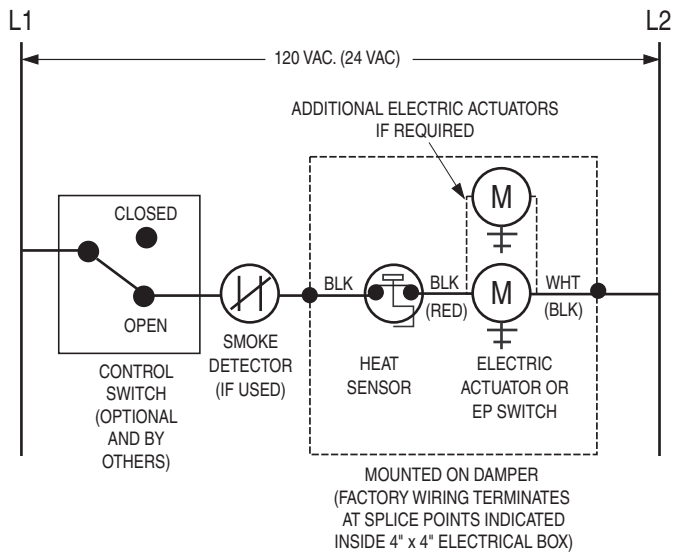 L1
L2
120 VAC. (24 VAC)
ADDITIONAL ELECTRIC ACTUATORS
IF REQUIRED
M
CLOSED
OPEN
CONTROL
SWITCH
(OPTIONAL
AND BY
OTHERS)
SMOKE
DETECTOR
(IF USED)
BLK
HEAT
SENSOR
BLK
(RED)
M
WHT
(BLK)
ELECTRIC
ACTUATOR OR
EP SWITCH
MOUNTED ON DAMPER
(FACTORY WIRING TERMINATES
AT SPLICE POINTS INDICATED
INSIDE 4" x 4" ELECTRICAL BOX)